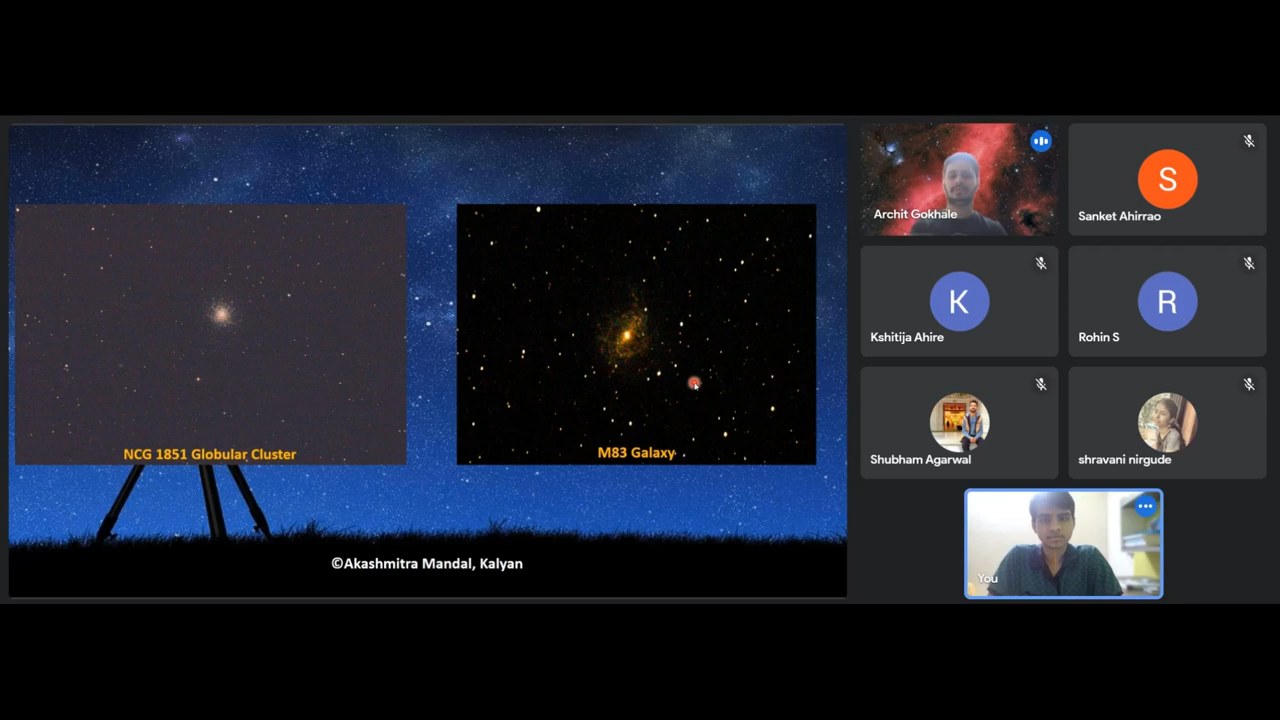 NCG 1851 Globular Cluster
M83 Galaxy
©Akashmitra Mandal, Kalyan
Archit Gokhale
S
Sanket Ahirrao
K
Kshitija Ahire
R
Rohin S
Shubham Agarwal
shravani nirgude
You